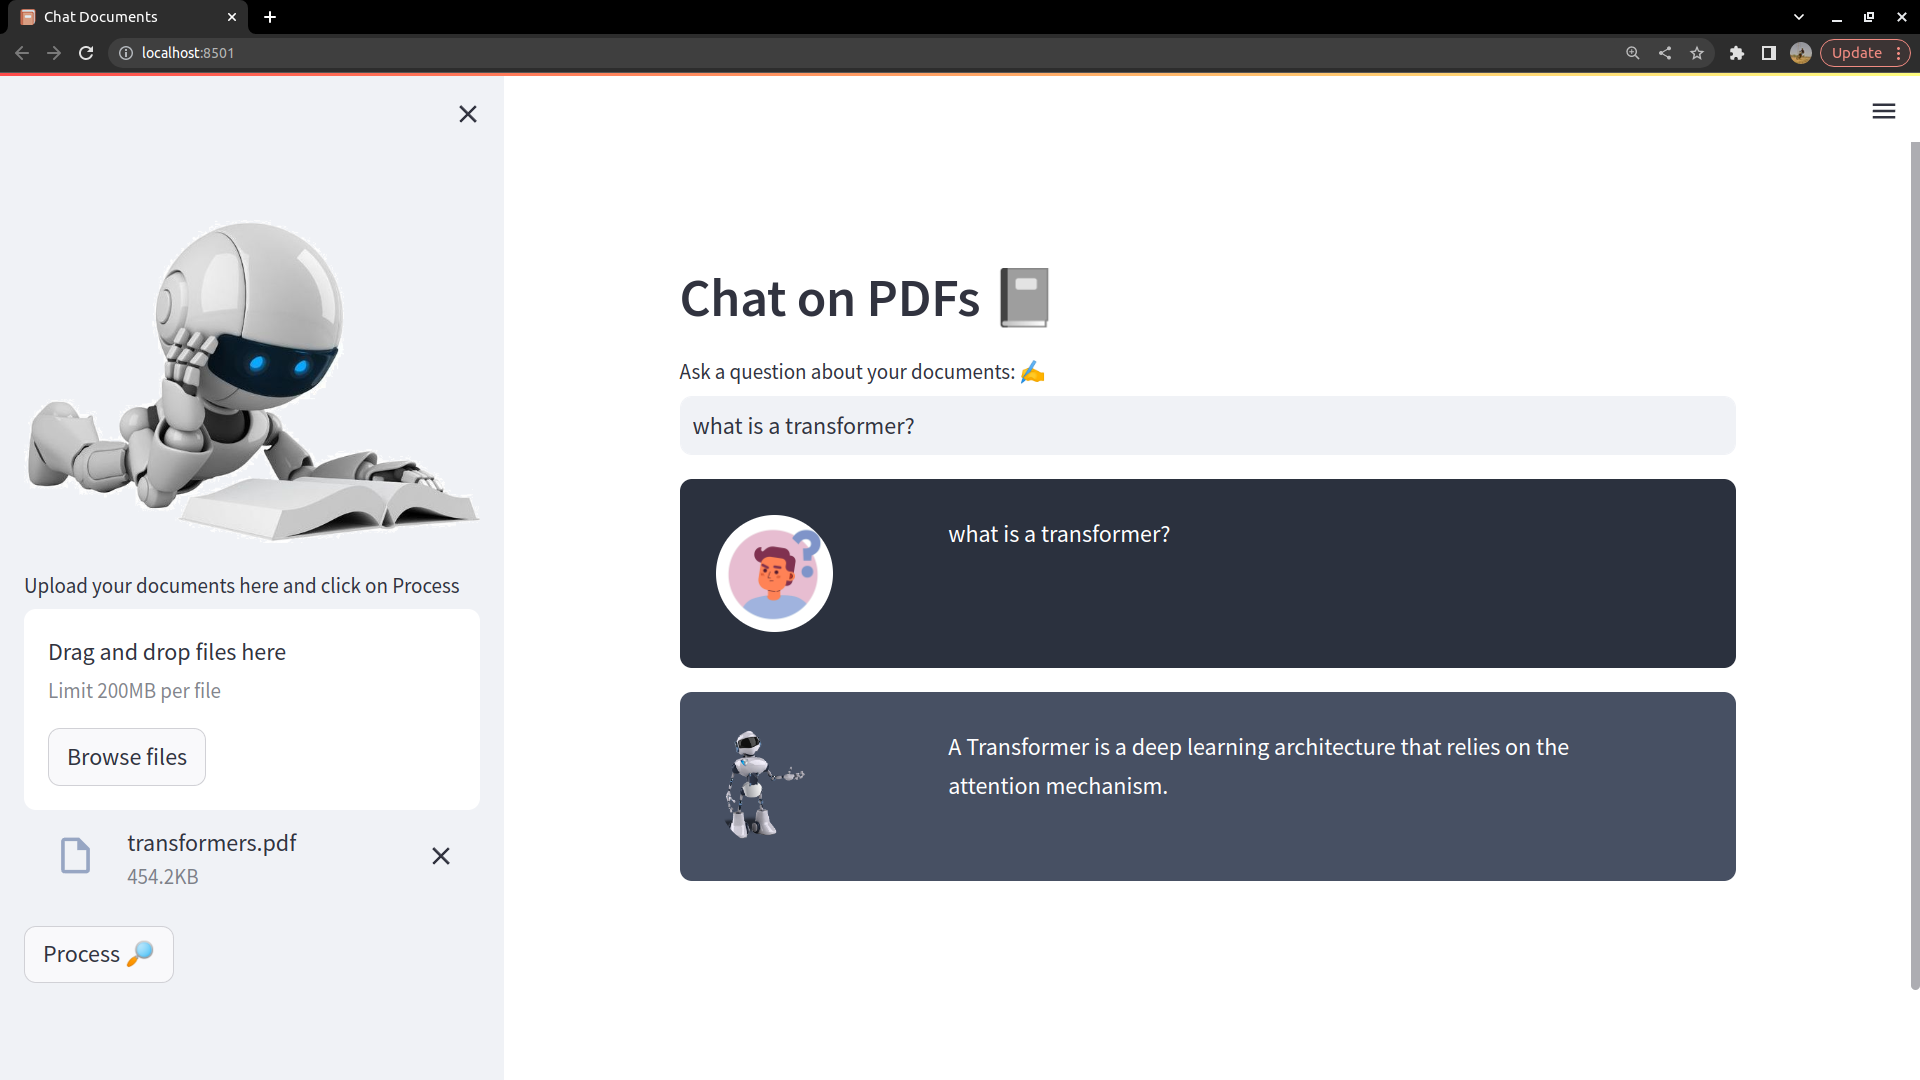 Chat Documents
localhost:8501
Update
Upload your documents here and click on Process
Drag and drop files here
Limit 200MB per file
Browse files
transformers.pdf
454.2KB
Process 🔎
Chat on PDFs 📓
Ask a question about your documents: ✍️
what is a transformer?
what is a transformer?
?
A Transformer is a deep learning architecture that relies on the
attention mechanism.